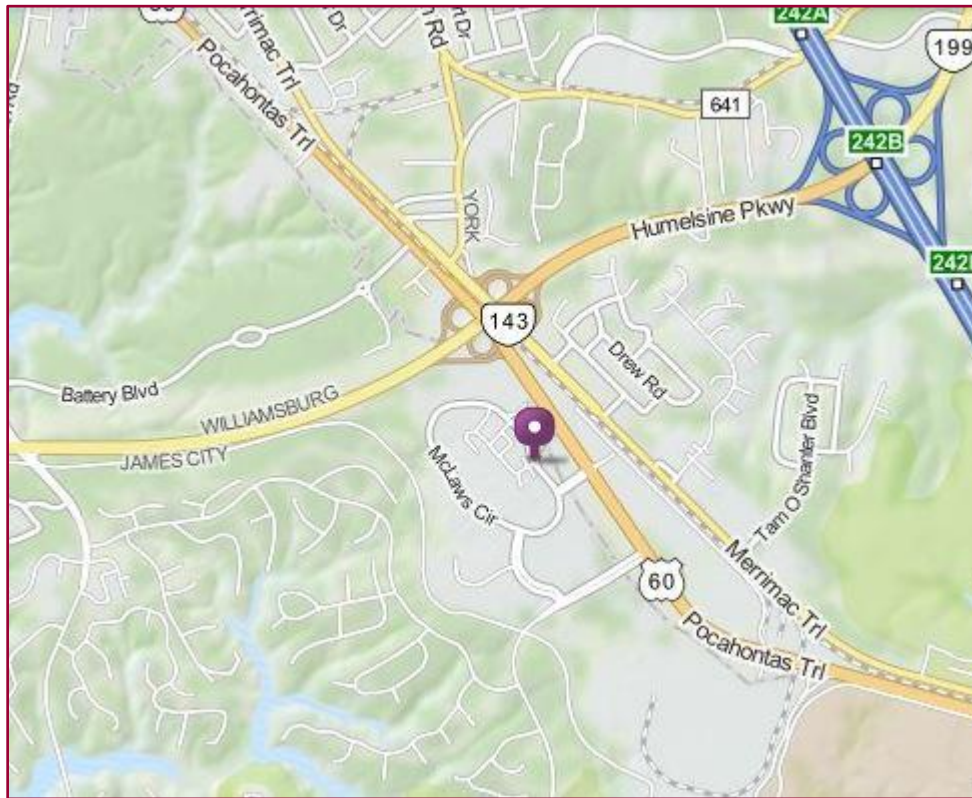 242A
199
Merrimac Trl
Pocahontas Trl
Rd
Dr
641
242B
YORK
Humelsine Pkwy
143
Drew Rd
Battery Blvd
WILLIAMSBURG
JAMES CITY
McLaws Cir
Tam O Shanter Blvd
60
Merrimac Trl
Pocahontas Trl